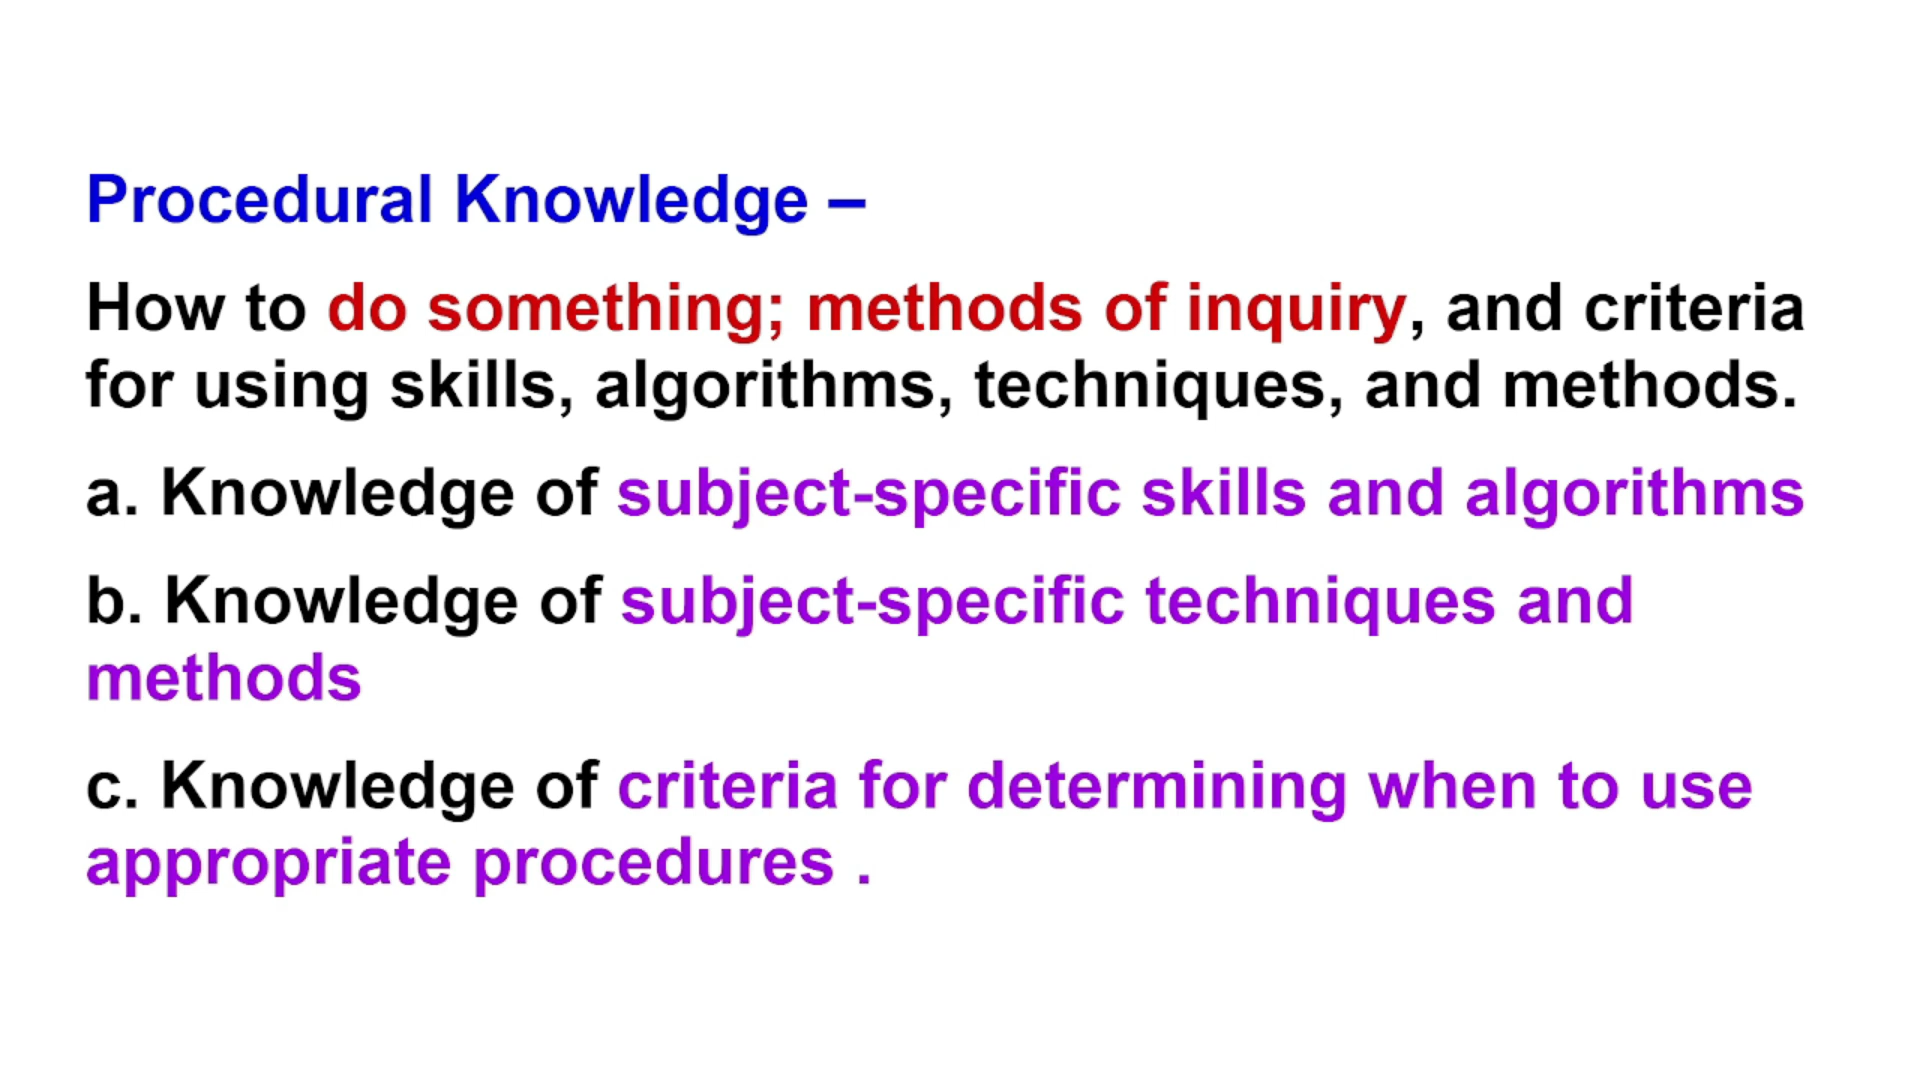 Procedural Knowledge –
How to do something; methods of inquiry, and criteria
for using skills, algorithms, techniques, and methods.
a. Knowledge of subject-specific skills and algorithms
b. Knowledge of subject-specific techniques and
methods
c. Knowledge of criteria for determining when to use
appropriate procedures .